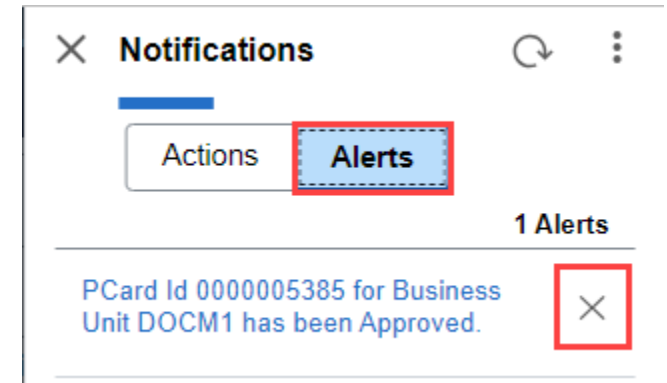 Notifications
Actions Alerts
1 Alerts
PCard Id 0000005385 for Business
Unit DOCM1 has been Approved.